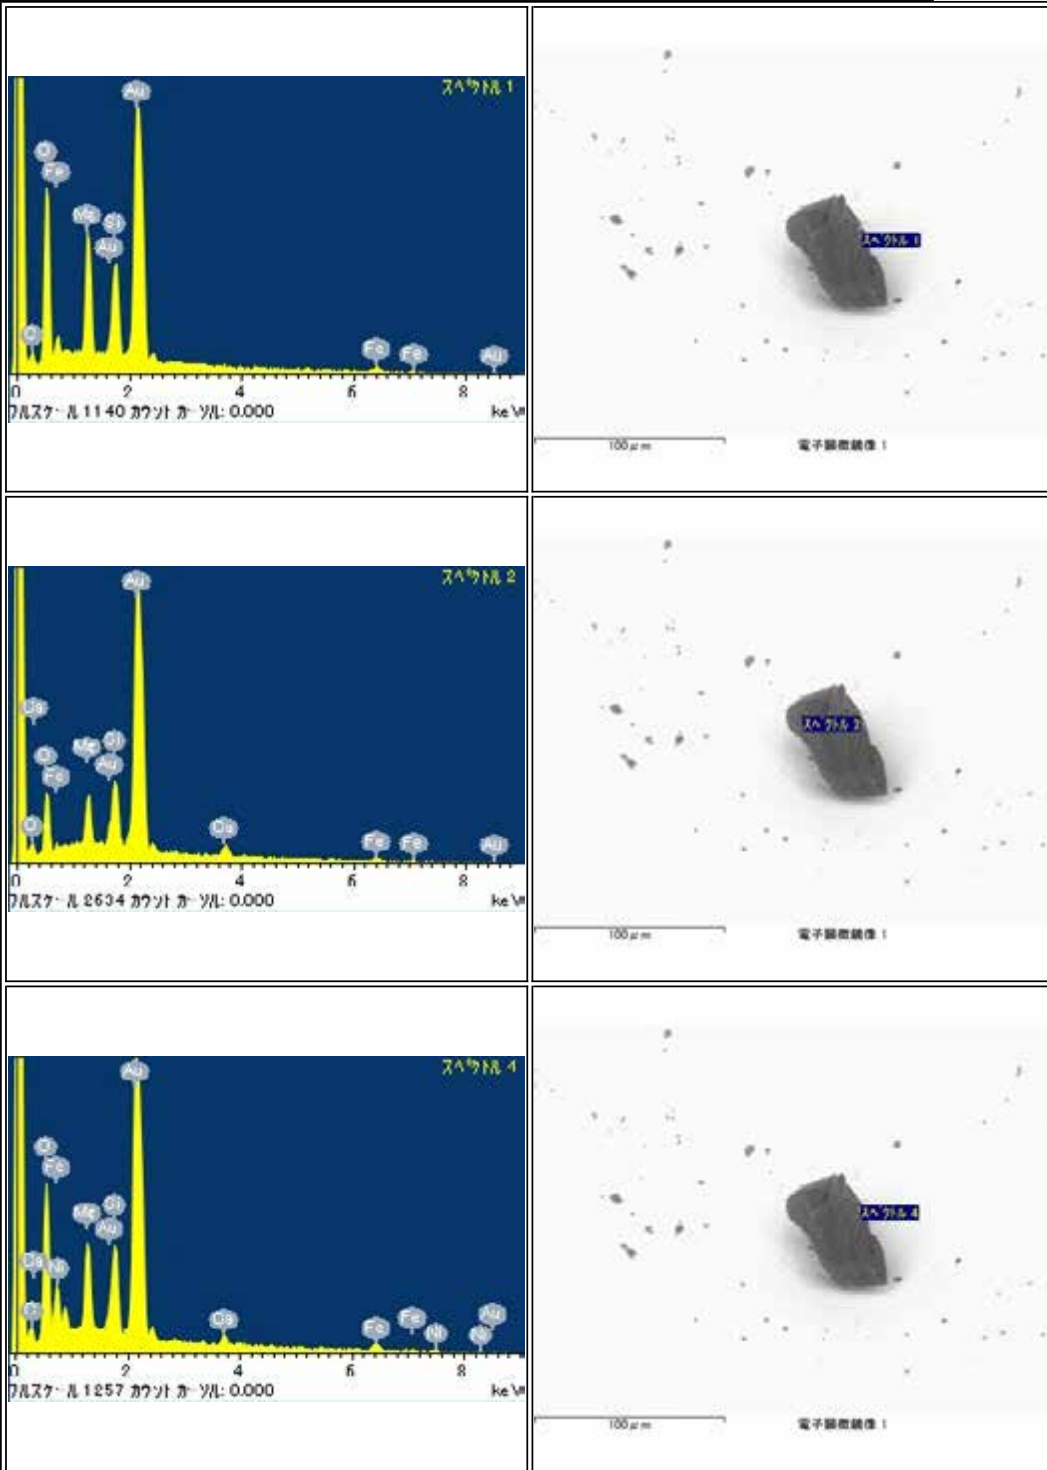 スペクトル 1
Au
O
Fe
Mg
Si
Au
C
Fe
Fe
Au
0 2 4 6 8
フルスケール 1140 カウント カーソル: 0.000 keV
スペクトル 1
100μm 電子顕微鏡像 1
スペクトル 2
Au
Ca
Mg
Si
O
Au
Fe
C
Ca
Fe
Fe
Au
0 2 4 6 8
フルスケール 2634 カウント カーソル: 0.000 keV
スペクトル 2
100μm 電子顕微鏡像 1
スペクトル 4
Au
O
Fe
Mg
Si
Au
Ca
Ni
C
Ca
Fe
Fe
Ni
Ni
Au
0 2 4 6 8
フルスケール 1257 カウント カーソル: 0.000 keV
スペクトル 4
100μm 電子顕微鏡像 1